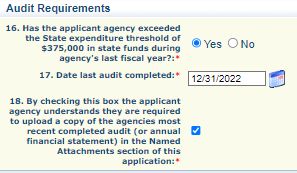 Audit Requirements
16. Has the applicant agency exceeded
the State expenditure threshold of
$375,000 in state funds during
agency's last fiscal year?:*
Yes No
17. Date last audit completed:*
12/31/2022
18. By checking this box the applicant
agency understands they are required
to upload a copy of the agencies most
recent completed audit (or annual
financial statement) in the Named
Attachments section of this
application:*